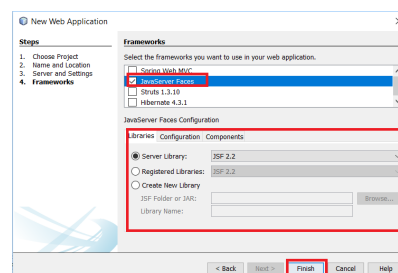 New Web Application
Steps
1. Choose Project
2. Name and Location
3. Server and Settings
4. Frameworks
Frameworks
Select the frameworks you want to use in your web application.
Spring Web MVC
JavaServer Faces
Struts 1.3.10
Hibernate 4.3.1
JavaServer Faces Configuration
Libraries Configuration Components
Server Library: JSF 2.2
Registered Libraries: JSF 2.2
Create New Library
JSF Folder or JAR: Browse...
Library Name:
< Back Next > Finish Cancel Help